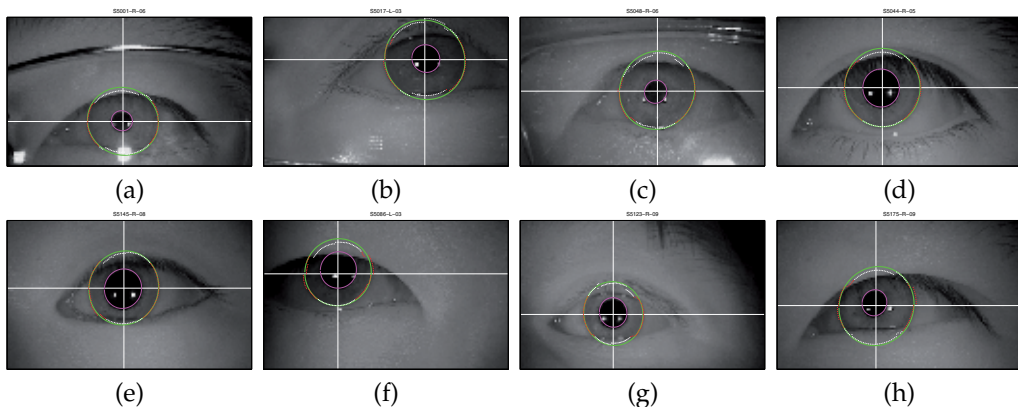 S5001-R-06
S5017-L-03
S5048-R-06
S5044-R-05
(a)
(b)
(c)
(d)
S5145-R-08
S5086-L-03
S5123-R-09
S5175-R-09
(e)
(f)
(g)
(h)